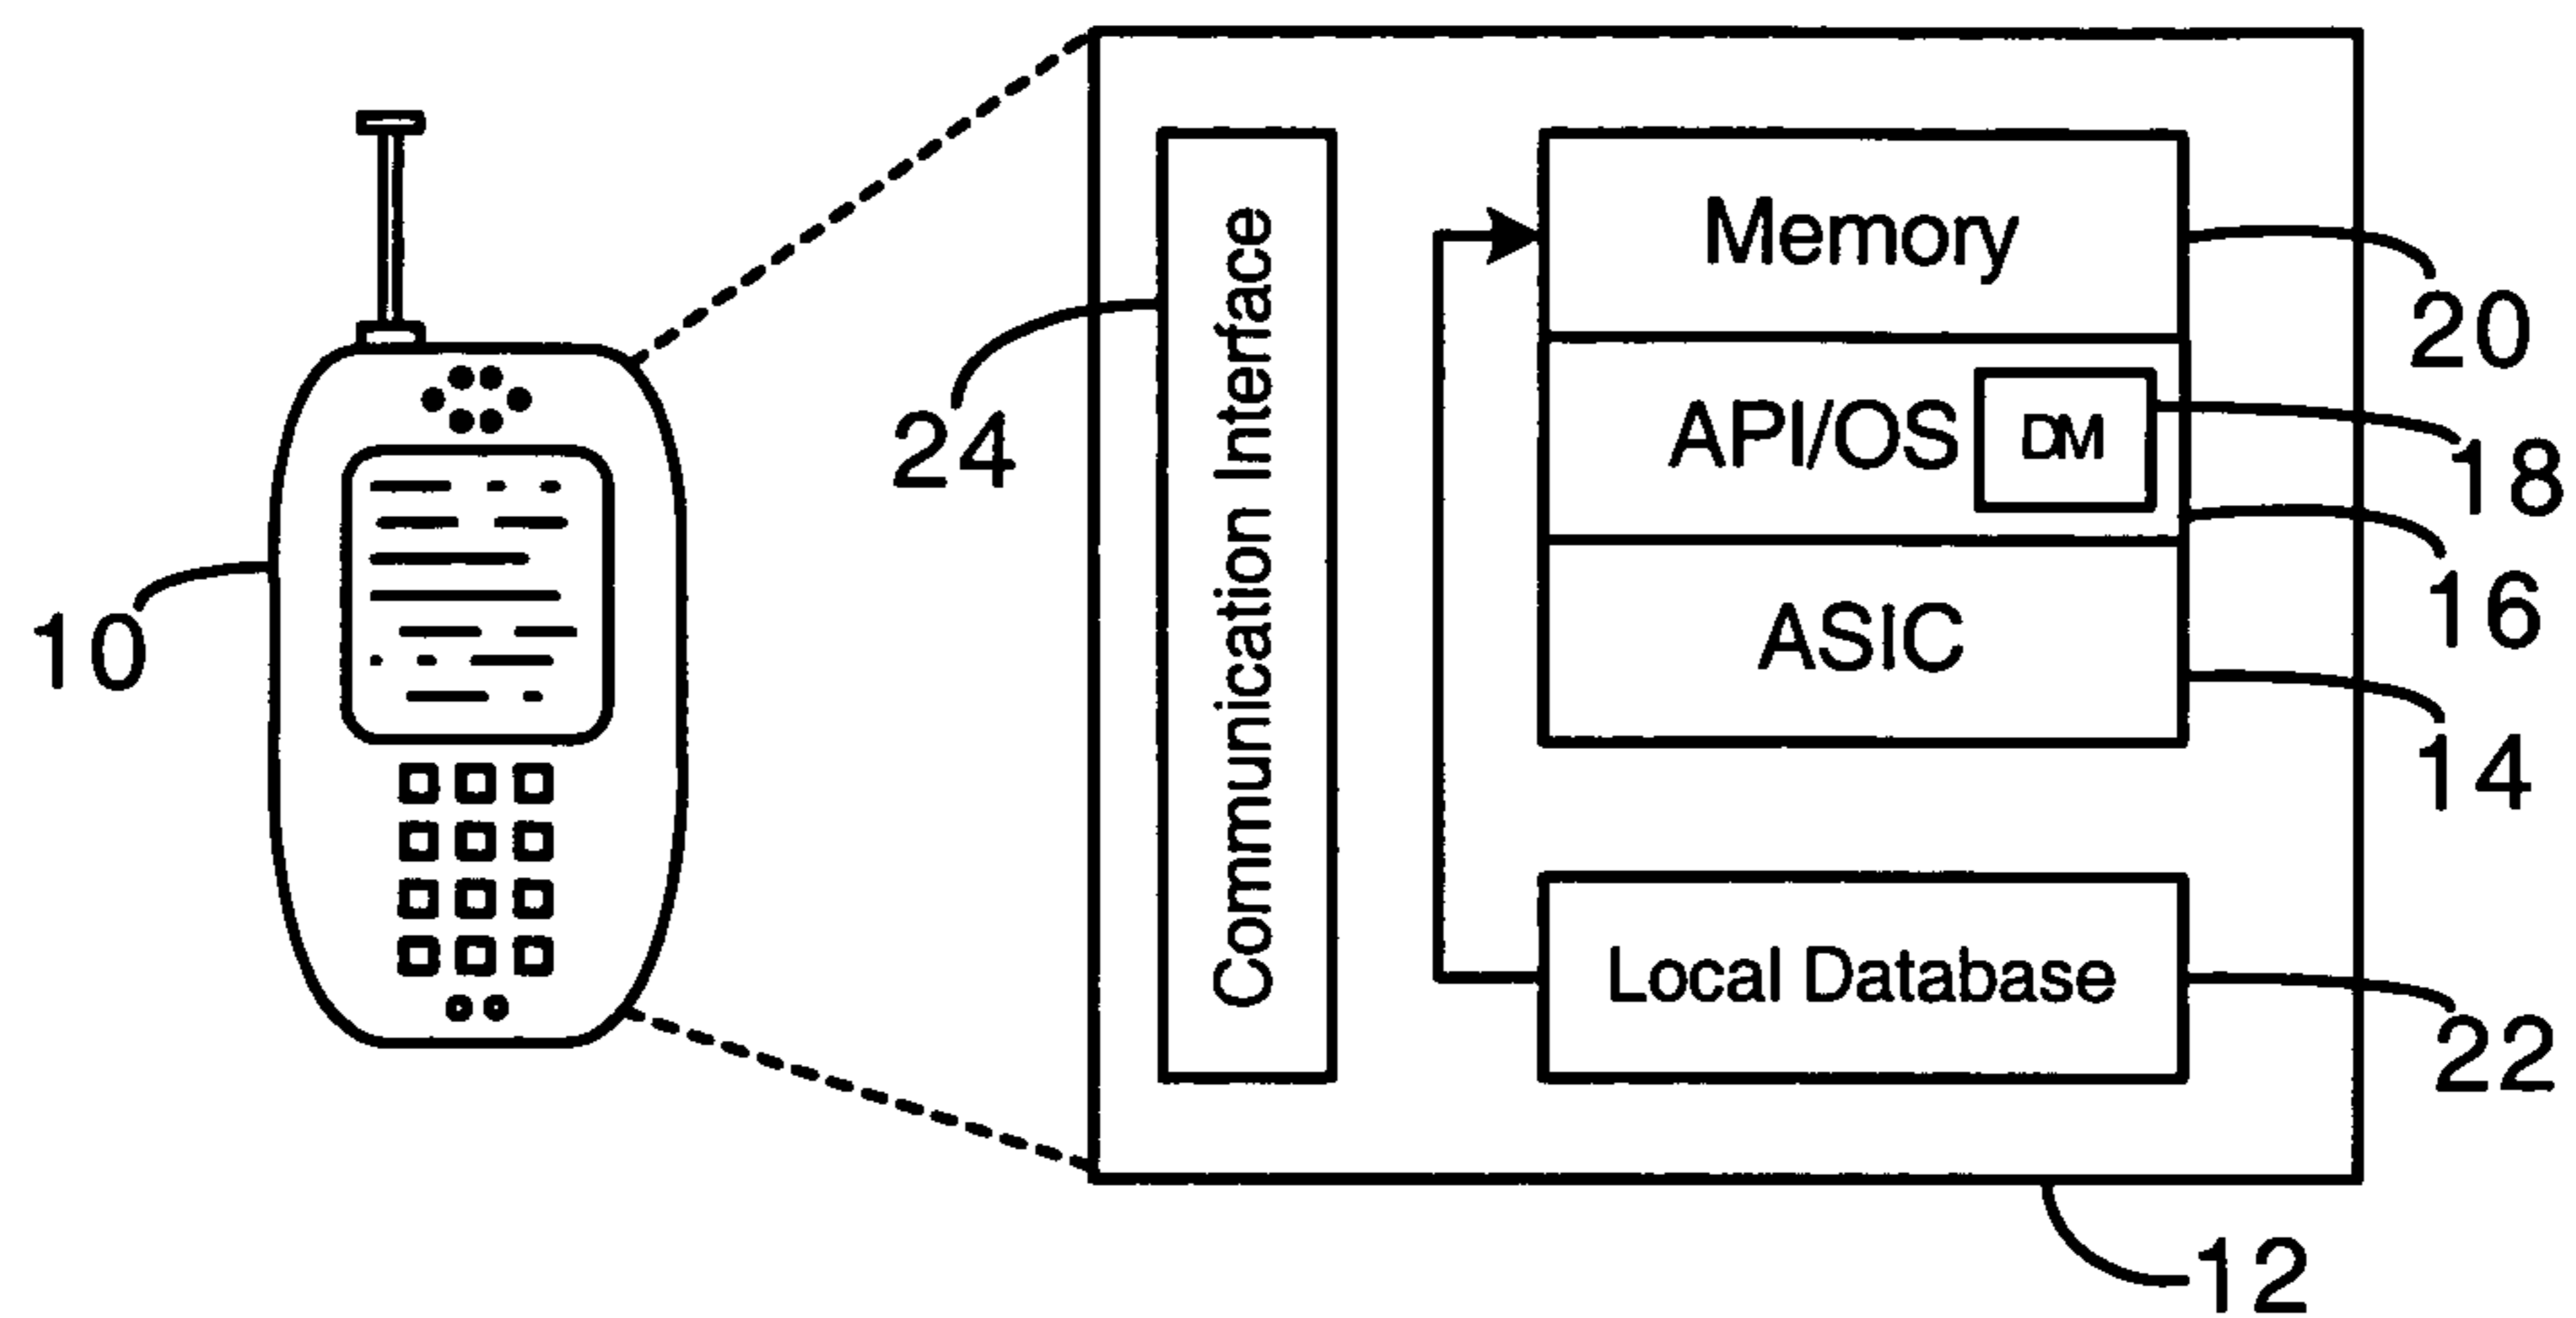 Memory
20
24
API/OS
DM
18
Communication Interface
16
10
ASIC
14
Local Database
22
12